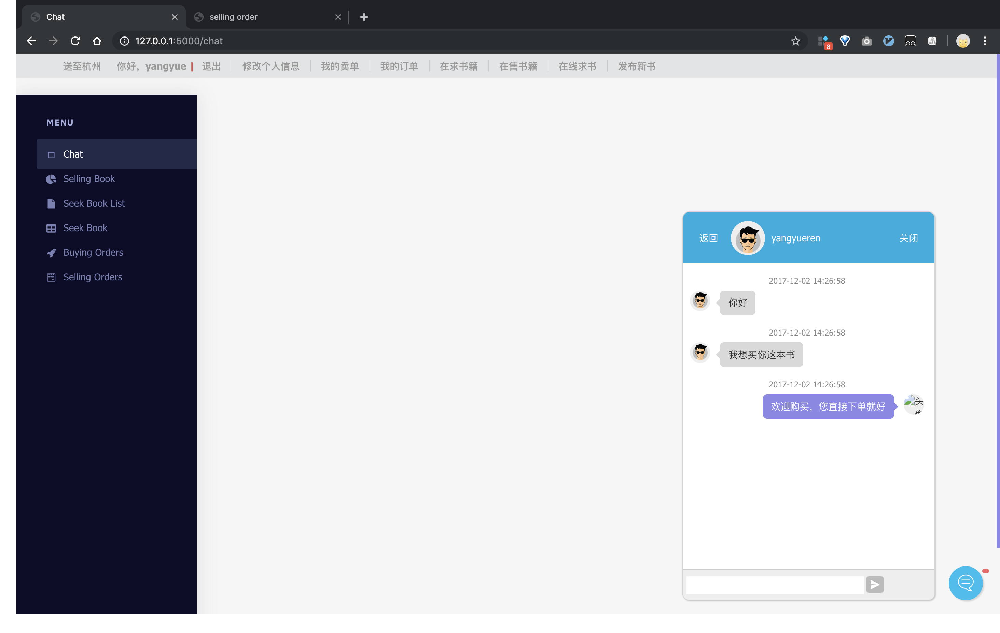 Chat
selling order
127.0.0.1:5000/chat
8
送至杭州 你好，yangyue | 退出 修改个人信息 我的卖单 我的订单 在求书籍 在售书籍 在线求书 发布新书
MENU
Chat
Selling Book
Seek Book List
Seek Book
Buying Orders
Selling Orders
返回 yangyueren 关闭
2017-12-02 14:26:58
你好
2017-12-02 14:26:58
我想买你这本书
2017-12-02 14:26:58
欢迎购买，您直接下单就好
头